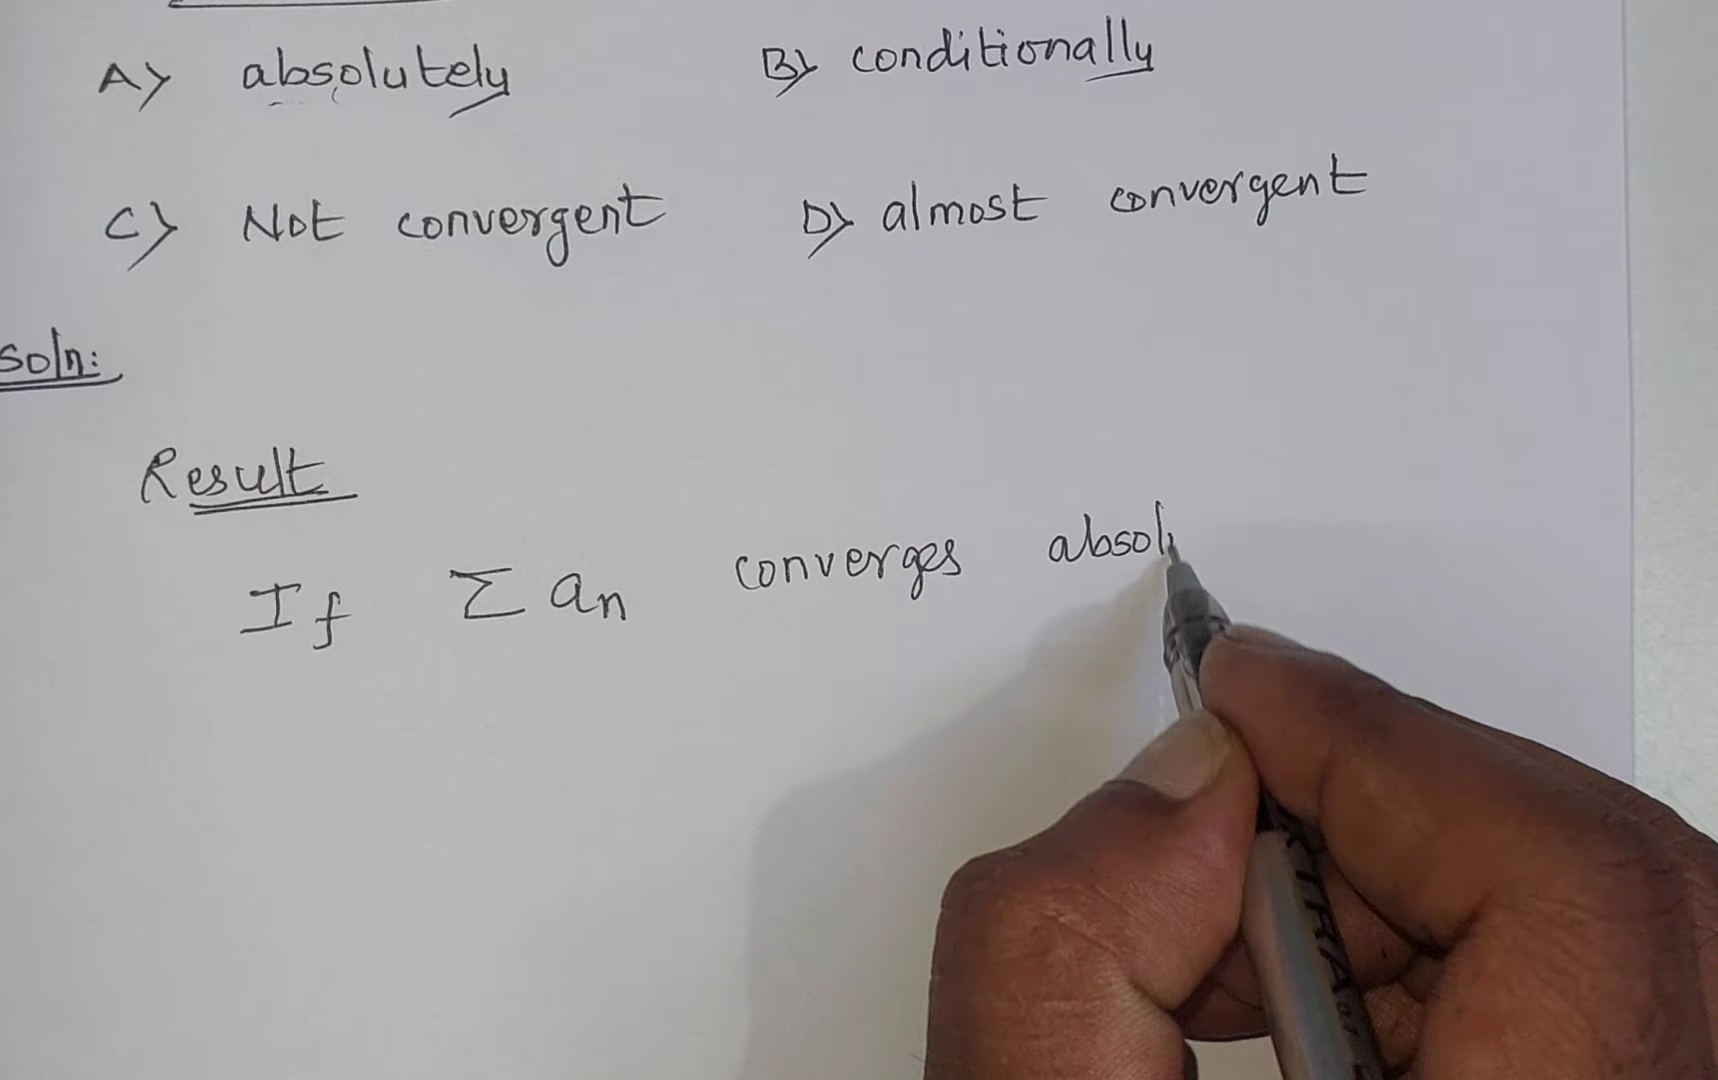 A) absolutely B) conditionally
C) Not convergent D) almost convergent
Soln:
Result
If Σ an converges absol